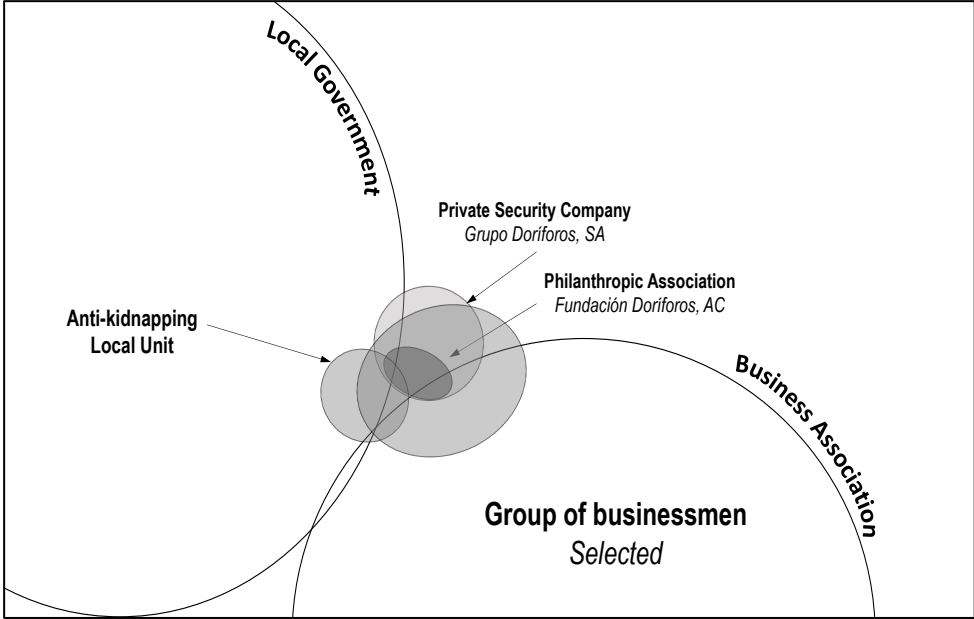 Local Government
Private Security Company
Grupo Doríforos, SA
Philanthropic Association
Fundación Doríforos, AC
Anti-kidnapping
Local Unit
Business Association
Group of businessmen
Selected